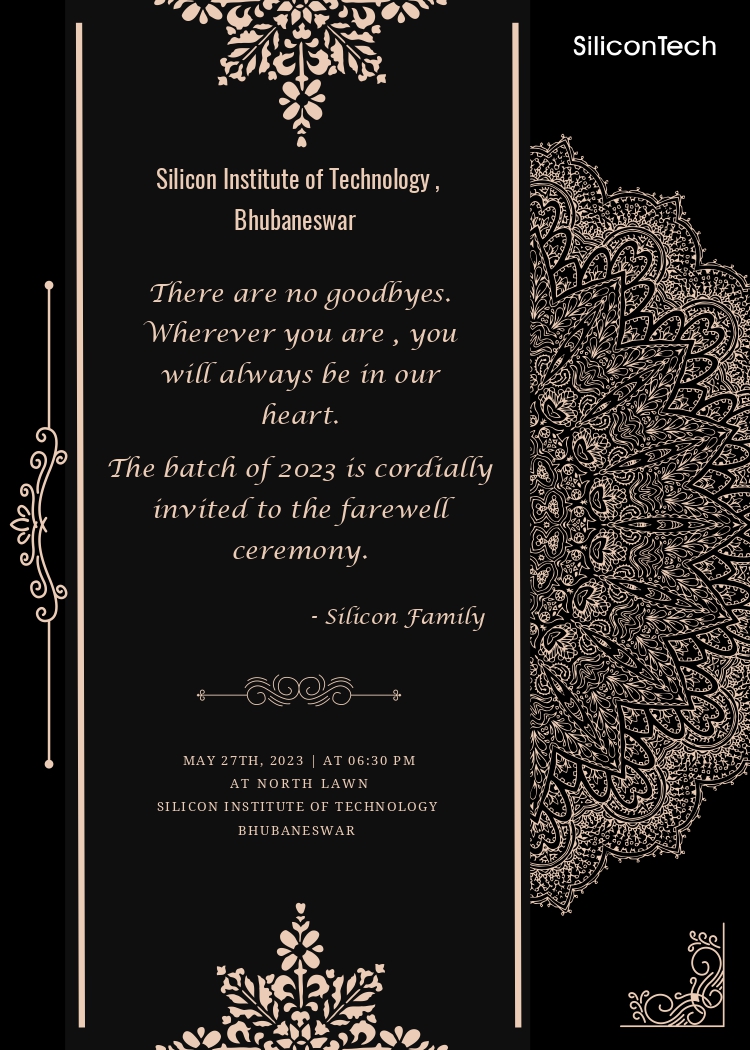 SiliconTech
Silicon Institute of Technology ,
Bhubaneswar
There are no goodbyes.
Wherever you are , you
will always be in our
heart.
The batch of 2023 is cordially
invited to the farewell
ceremony.
- Silicon Family
MAY 27TH, 2023 | AT 06:30 PM
AT NORTH LAWN
SILICON INSTITUTE OF TECHNOLOGY
BHUBANESWAR